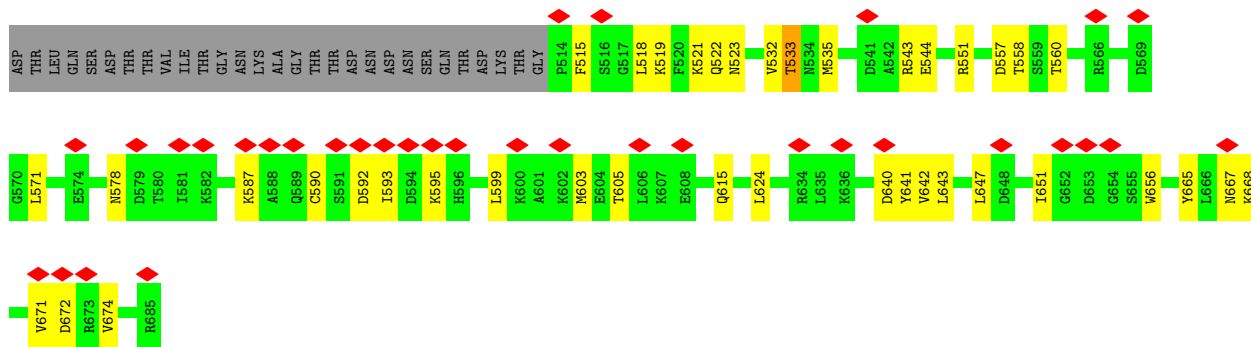 ASP THR LEU GLN SER ASP THR THR VAL ILE THR GLY ASN LYS ALA GLY THR THR ASP ASN ASP ASN SER GLN THR ASP LYS THR GLY P514 F515 S516 G517 L518 K519 F520 K521 Q522 N523 V532 T533 N534 M535 D541 A542 R543 E544 R551 D557 T558 S559 T560 R566 D569
G570 L571 E574 N578 D579 T580 I581 K582 K587 A588 Q589 C590 S591 D592 I593 D594 K595 H596 L599 K600 A601 K602 M603 E604 T605 L606 K607 E608 Q615 L624 R634 L635 K636 D640 Y641 V642 L643 L647 D648 I651 G652 D653 G654 S655 W656 Y665 L666 N667 K668
V671 D672 R673 V674 R685